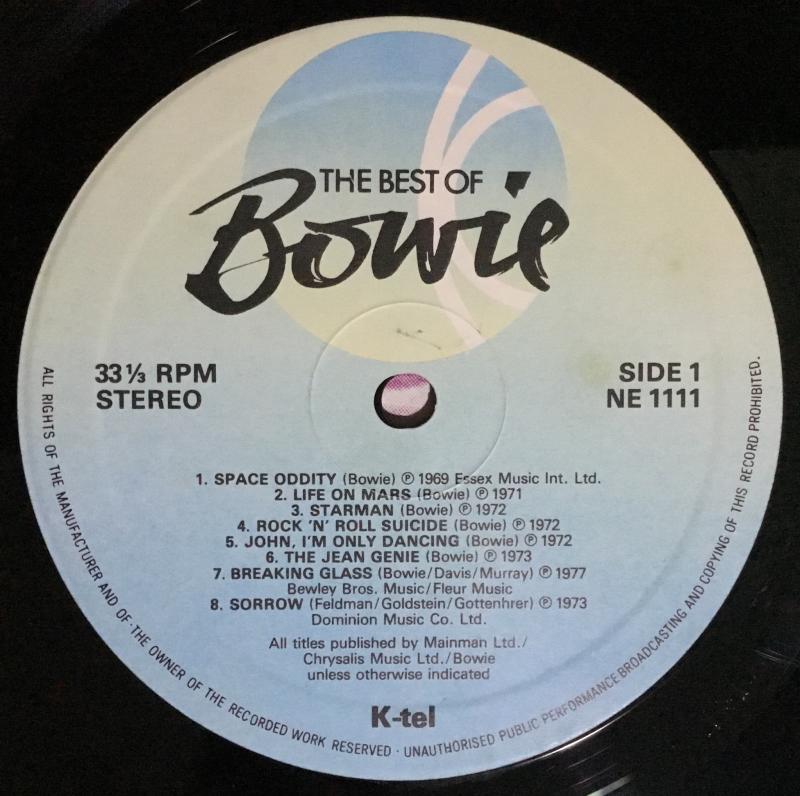 THE BEST OF
Bowie
33 1/3 RPM
STEREO
SIDE 1
NE 1111
1. SPACE ODDITY (Bowie) ℗ 1969 Essex Music Int. Ltd.
2. LIFE ON MARS (Bowie) ℗ 1971
3. STARMAN (Bowie) ℗ 1972
4. ROCK 'N' ROLL SUICIDE (Bowie) ℗ 1972
5. JOHN, I'M ONLY DANCING (Bowie) ℗ 1972
6. THE JEAN GENIE (Bowie) ℗ 1973
7. BREAKING GLASS (Bowie/Davis/Murray) ℗ 1977
Bewley Bros. Music/Fleur Music
8. SORROW (Feldman/Goldstein/Gottenhrer) ℗ 1973
Dominion Music Co. Ltd.
All titles published by Mainman Ltd./
Chrysalis Music Ltd./Bowie
unless otherwise indicated
K-tel
ALL RIGHTS OF THE MANUFACTURER AND OF THE OWNER OF THE RECORDED WORK RESERVED · UNAUTHORISED PUBLIC PERFORMANCE BROADCASTING AND COPYING OF THIS RECORD PROHIBITED.